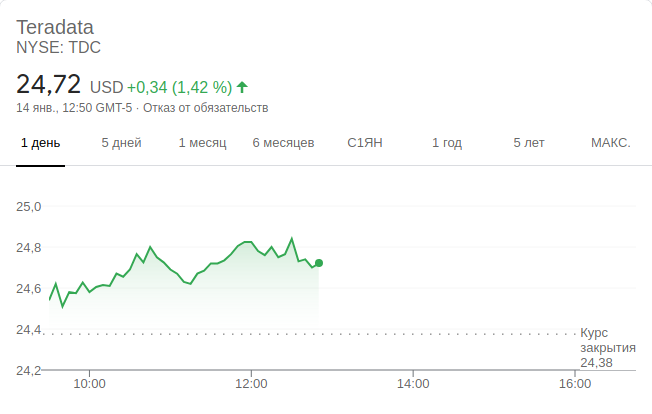 Teradata
NYSE: TDC
24,72 USD +0,34 (1,42 %)
14 янв., 12:50 GMT-5 · Отказ от обязательств
1 день 5 дней 1 месяц 6 месяцев С1ЯН 1 год 5 лет МАКС.
25,0
24,8
24,6
24,4
Курс
закрытия
24,38
24,2
10:00 12:00 14:00 16:00